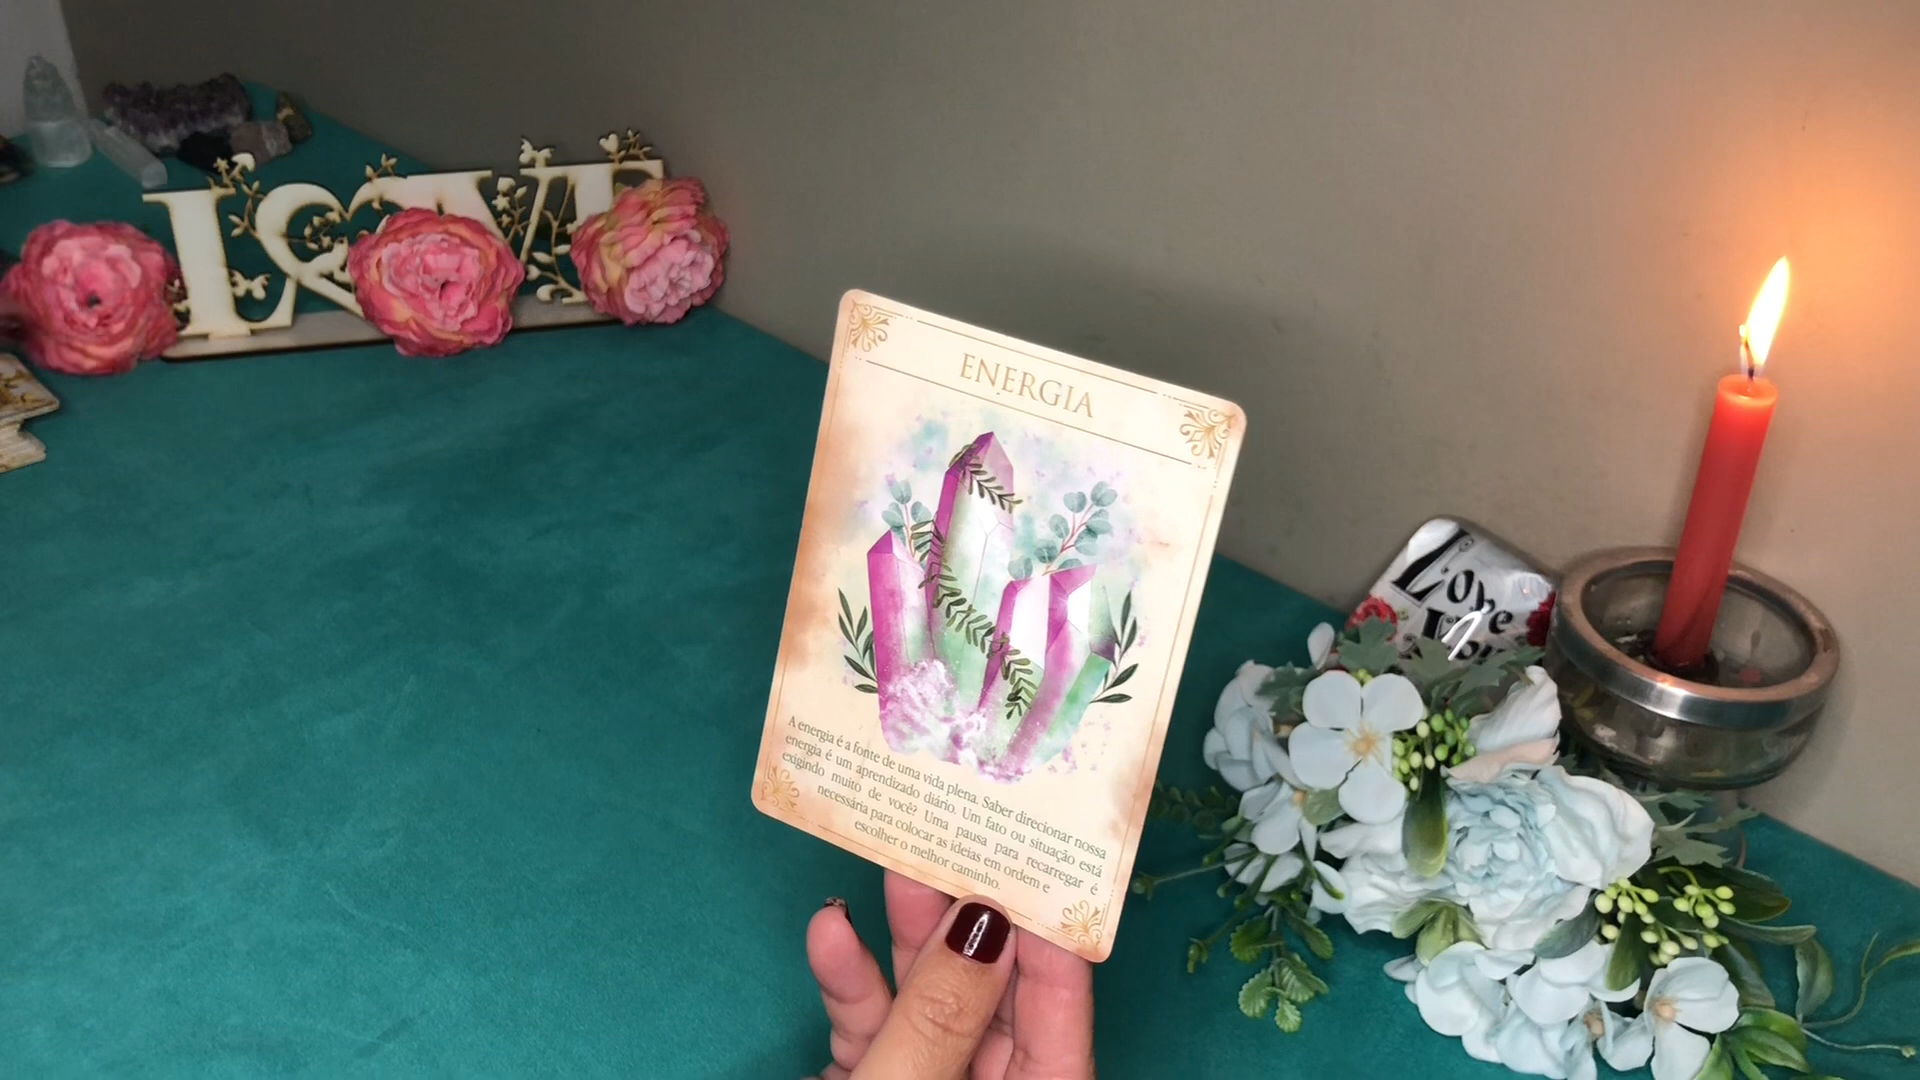 LOVE
ENERGIA
A energia é a fonte de uma vida plena. Saber direcionar nossa
energia é um aprendizado diário. Um fato ou situação está
exigindo muito de você? Uma pausa para recarregar é
necessária para colocar as ideias em ordem e
escolher o melhor caminho.
Love